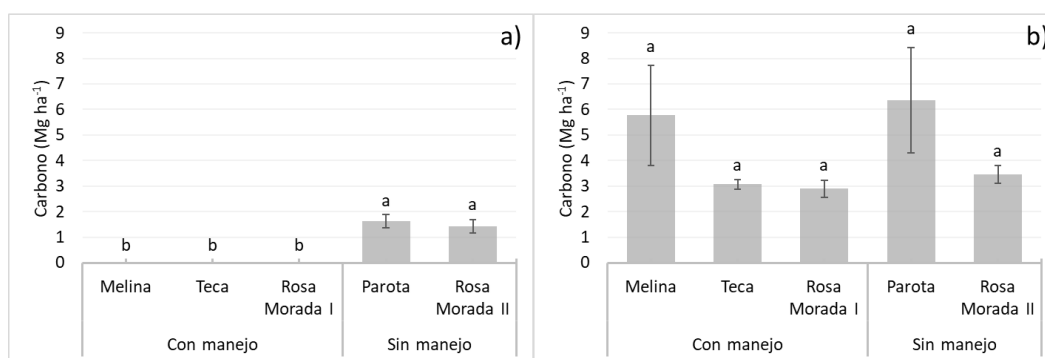 a)
Carbono (Mg ha⁻¹)
9
8
7
6
5
4
3
2
1
0
b b b a a
Melina Teca Rosa Parota Rosa
Morada I Morada II
Con manejo Sin manejo
b)
Carbono (Mg ha⁻¹)
9
8
7
6
5
4
3
2
1
0
a a a a a
Melina Teca Rosa Parota Rosa
Morada I Morada II
Con manejo Sin manejo